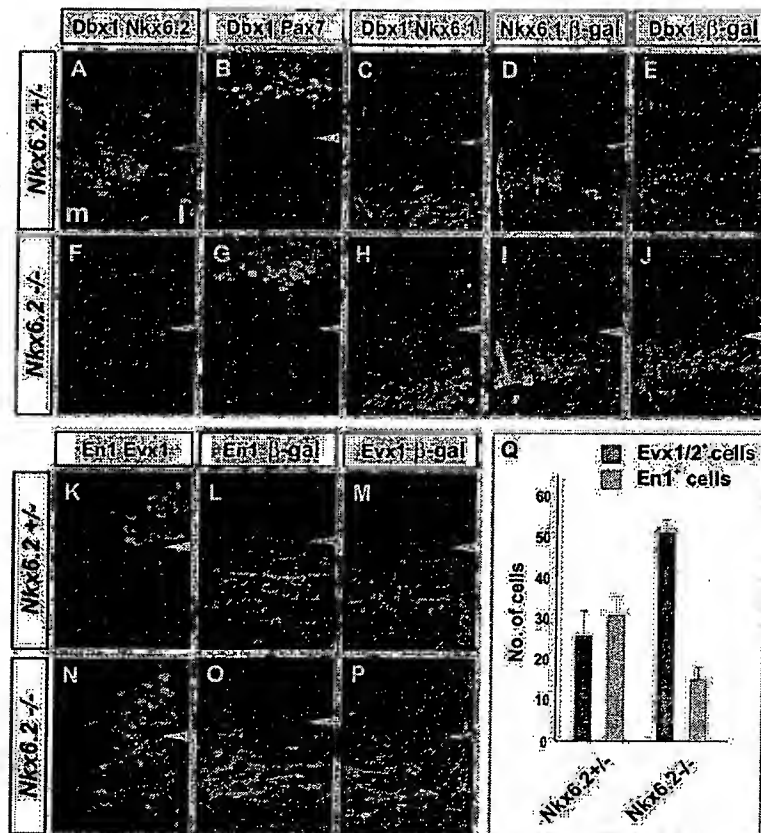 Dbx1 Nkx6.2
Dbx1 Pax7
Dbx1 Nkx6.1
Nkx6.1 β-gal
Dbx1 β-gal
Nkx6.2 +/-
A
B
C
D
E
m
l
Nkx6.2 -/-
F
G
H
I
J
En1 Evx1
En1 β-gal
Evx1 β-gal
Nkx6.2 +/-
K
L
M
Nkx6.2 -/-
N
O
P
Q
Evx1/2+ cells
En1+ cells
No. of cells
60
50
40
30
20
10
0
Nkx6.2+/-
Nkx6.2-/-